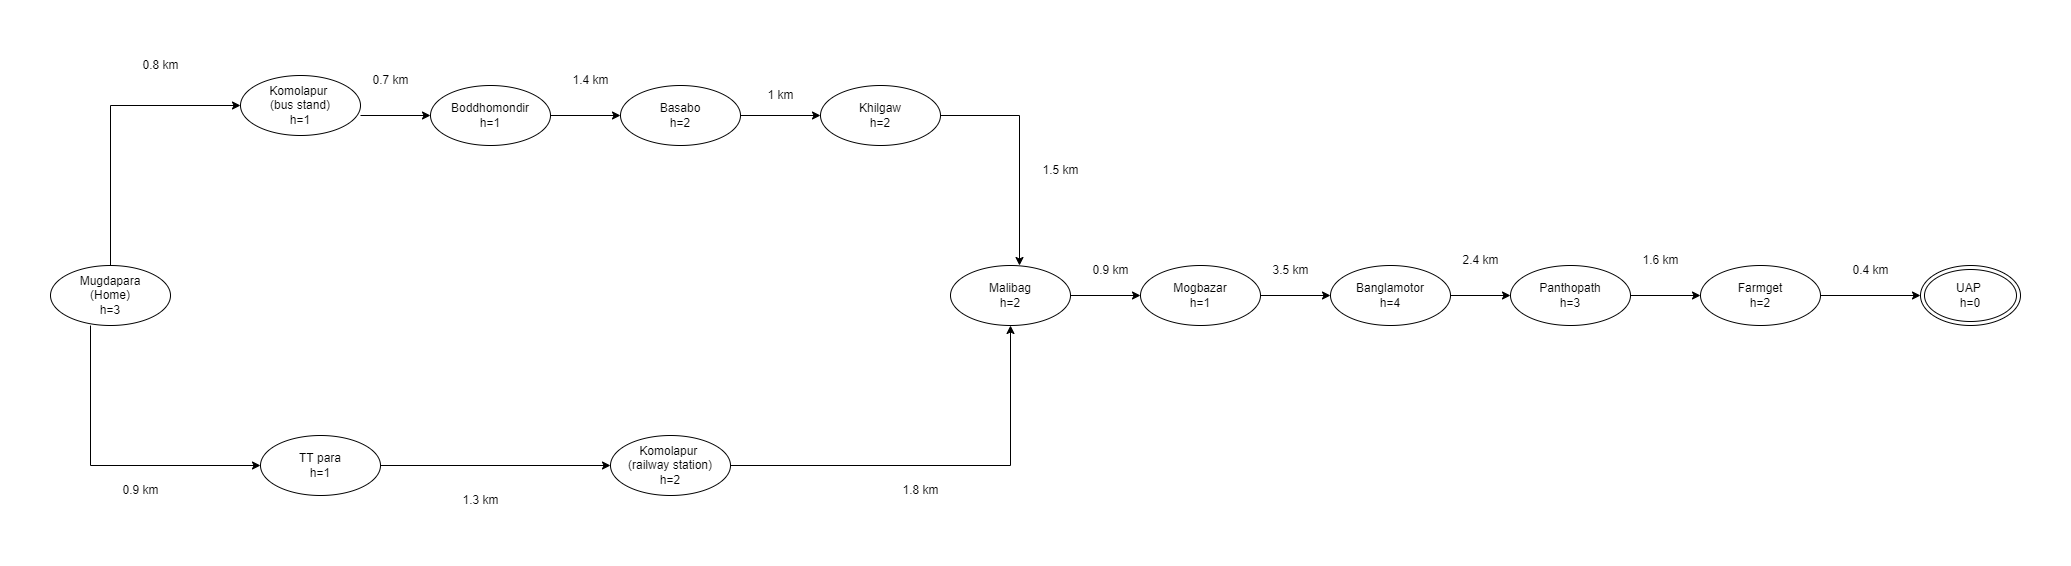 0.8 km
Komolapur
(bus stand)
h=1
0.7 km
Boddhomondir
h=1
1.4 km
Basabo
h=2
1 km
Khilgaw
h=2
1.5 km
Mugdapara
(Home)
h=3
0.9 km
TT para
h=1
1.3 km
Komolapur
(railway station)
h=2
1.8 km
Malibag
h=2
0.9 km
Mogbazar
h=1
3.5 km
Banglamotor
h=4
2.4 km
Panthopath
h=3
1.6 km
Farmget
h=2
0.4 km
UAP
h=0